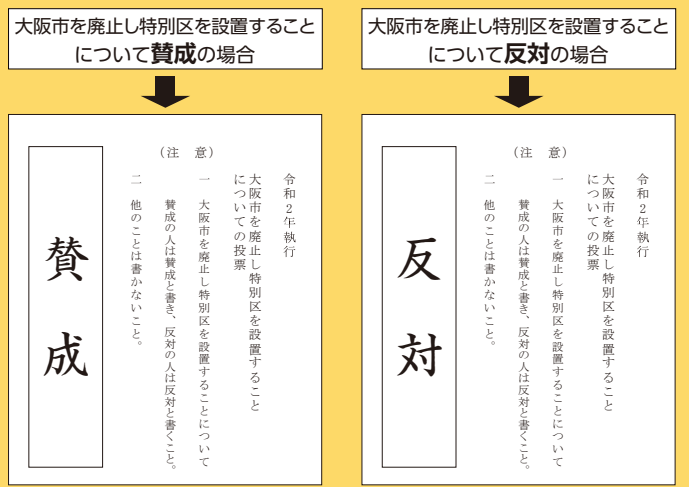 大阪市を廃止し特別区を設置すること
について賛成の場合
令和2年執行
大阪市を廃止し特別区を設置すること
についての投票
(注　意)
一　大阪市を廃止し特別区を設置することについて
賛成の人は賛成と書き、反対の人は反対と書くこと。
二　他のことは書かないこと。
賛成
大阪市を廃止し特別区を設置すること
について反対の場合
令和2年執行
大阪市を廃止し特別区を設置すること
についての投票
(注　意)
一　大阪市を廃止し特別区を設置することについて
賛成の人は賛成と書き、反対の人は反対と書くこと。
二　他のことは書かないこと。
反対